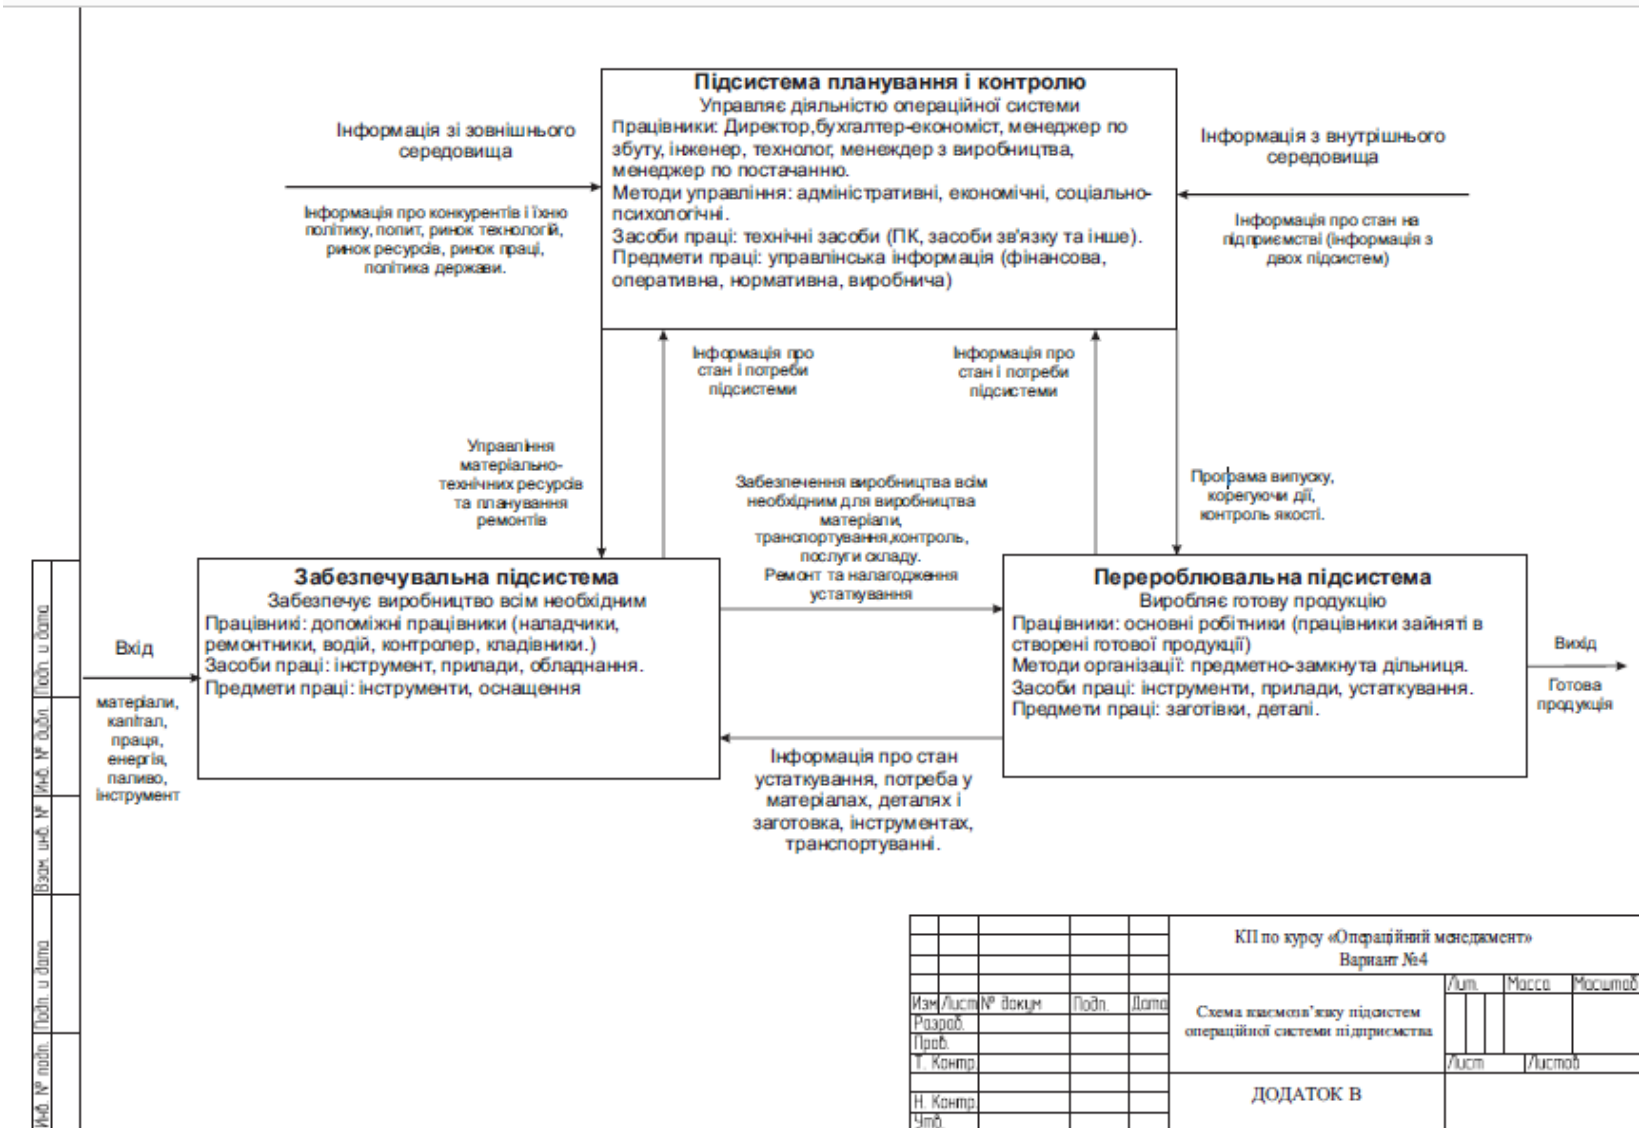 Підсистема планування і контролю
Управляє діяльністю операційної системи
Працівники: Директор,бухгалтер-економіст, менеджер по
збуту, інженер, технолог, менеждер з виробництва,
менеджер по постачанню.
Методи управління: адміністративні, економічні, соціально-
психологічні.
Засоби праці: технічні засоби (ПК, засоби зв'язку та інше).
Предмети праці: управлінська інформація (фінансова,
оперативна, нормативна, виробнича)
Інформація зі зовнішнього
середовища
Інформація про конкурентів і їхню
політику, попит, ринок технологій,
ринок ресурсів, ринок праці,
політика держави.
Інформація з внутрішнього
середовища
Інформація про стан на
підприємстві (інформація з
двох підсистем)
Інформація про
стан і потреби
підсистеми
Інформація про
стан і потреби
підсистеми
Управління
матеріально-
технічних ресурсів
та планування
ремонтів
Забезпечення виробництва всім
необхідним для виробництва
матеріали,
транспортування,контроль,
послуги складу.
Ремонт та налагодження
устаткування
Програма випуску,
корегуючи дії,
контроль якості.
Вхід
матеріали,
капітал,
праця,
енергія,
паливо,
інструмент
Забезпечувальна підсистема
Забезпечує виробництво всім необхідним
Працівникі: допоміжні працівники (наладчики,
ремонтники, водій, контролер, кладівники.)
Засоби праці: інструмент, прилади, обладнання.
Предмети праці: інструменти, оснащення
Перероблювальна підсистема
Виробляє готову продукцію
Працівники: основні робітники (працівники зайняті в
створені готової продукції)
Методи організації: предметно-замкнута дільниця.
Засоби праці: інструменти, прилади, устаткування.
Предмети праці: заготівки, деталі.
Вихід
Готова
продукція
Інформація про стан
устаткування, потреба у
матеріалах, деталях і
заготовка, інструментах,
транспортуванні.
Подп. и дата
Инв. № дубл.
Взам. инв. №
Подп. и дата
Инв. № подл.
КП по курсу «Операційний менеджмент»
Вариант №4
Изм Лист № докум Подп. Дата
Разраб.
Пров.
Т. Контр.
Н. Контр.
Утв.
Схема взаємозв'язку підсистем
операційної системи підприємства
Лит. Масса Масштаб
Лист Листов
ДОДАТОК В